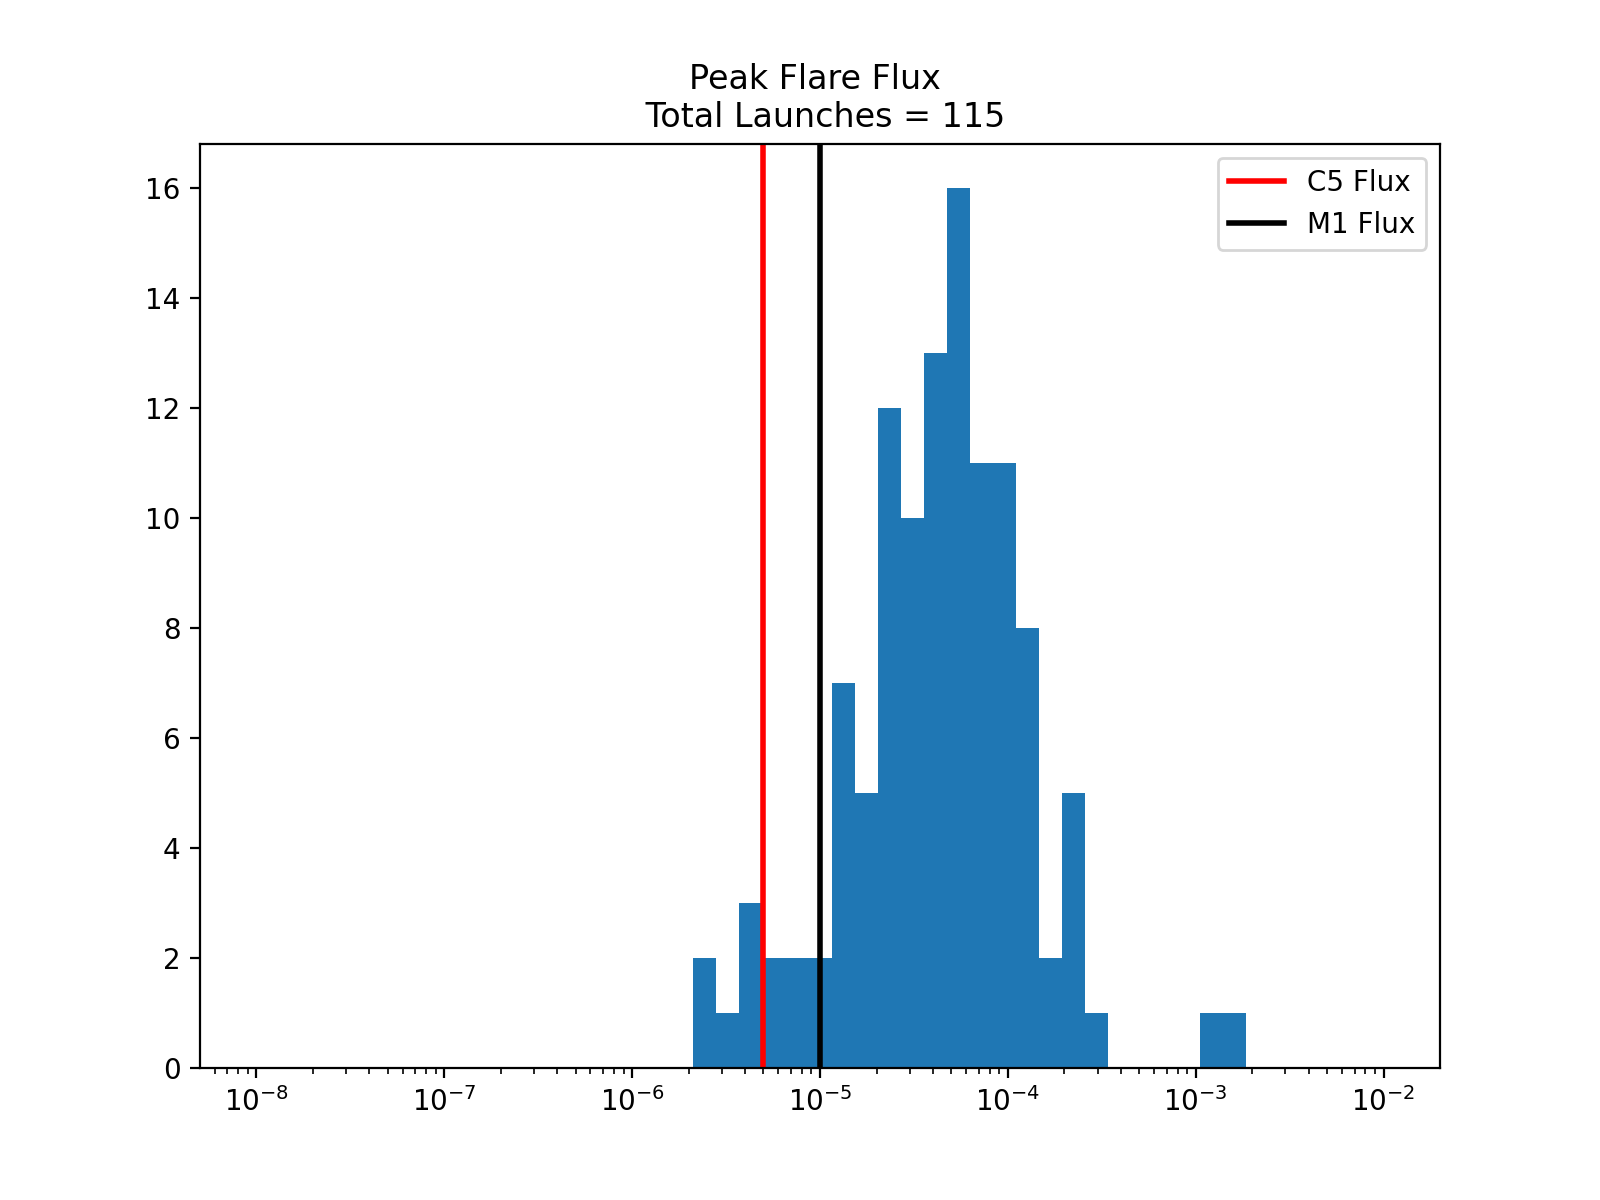 Peak Flare Flux
Total Launches = 115
C5 Flux
M1 Flux
16
14
12
10
8
6
4
2
0
10⁻⁸ 10⁻⁷ 10⁻⁶ 10⁻⁵ 10⁻⁴ 10⁻³ 10⁻²